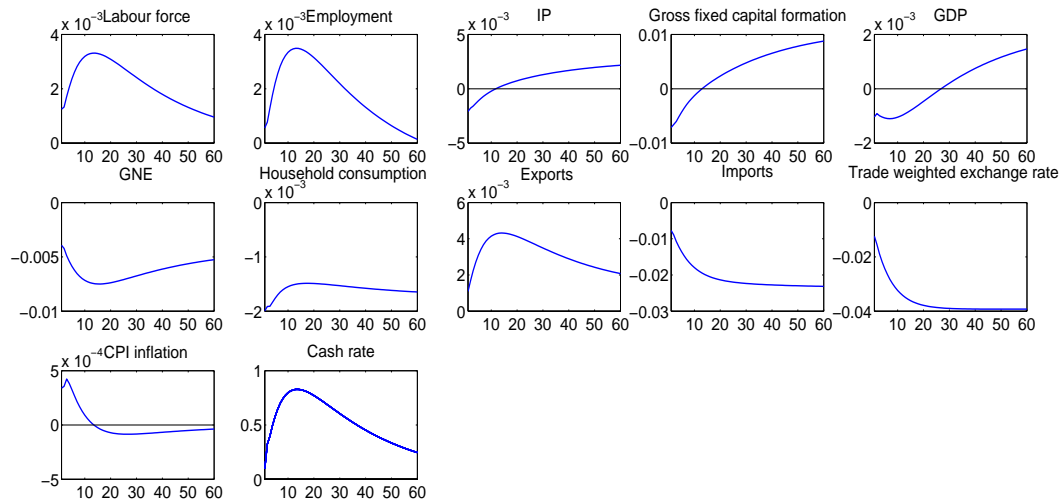 x 10⁻³ Labour force
4
2
0
10 20 30 40 50 60
x 10⁻³ Employment
4
2
0
10 20 30 40 50 60
x 10⁻³ IP
5
0
−5
10 20 30 40 50 60
Gross fixed capital formation
0.01
0
−0.01
10 20 30 40 50 60
x 10⁻³ GDP
2
0
−2
10 20 30 40 50 60
GNE
0
−0.005
−0.01
10 20 30 40 50 60
x 10⁻³ Household consumption
0
−1
−2
10 20 30 40 50 60
x 10⁻³ Exports
6
4
2
0
10 20 30 40 50 60
Imports
0
−0.01
−0.02
−0.03
10 20 30 40 50 60
Trade weighted exchange rate
0
−0.02
−0.04
10 20 30 40 50 60
x 10⁻⁴ CPI inflation
5
0
−5
10 20 30 40 50 60
Cash rate
1
0.5
0
10 20 30 40 50 60